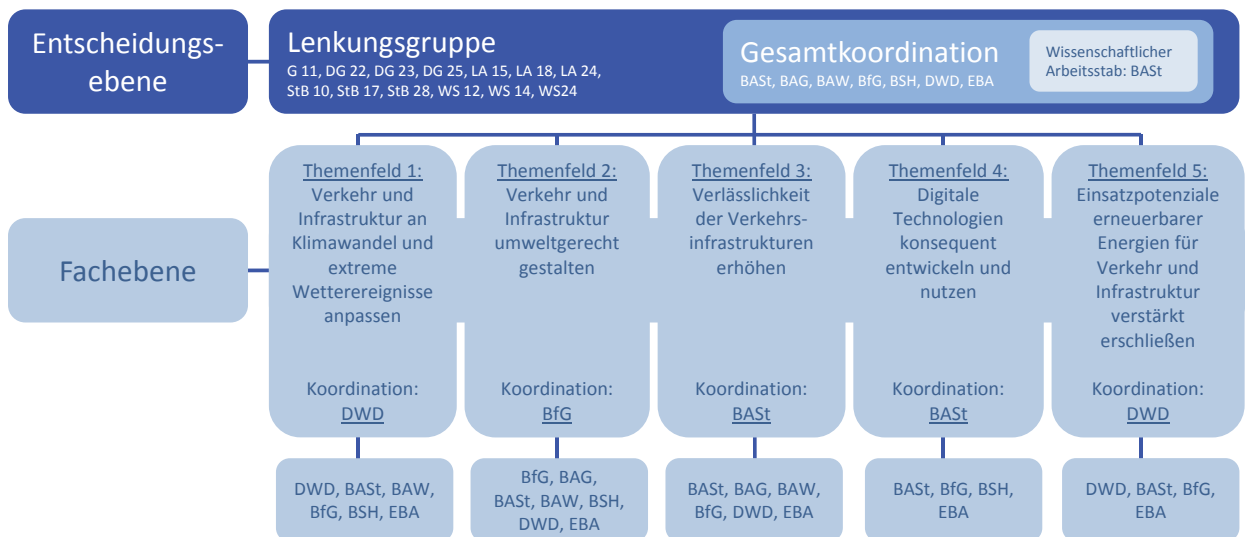 Entscheidungs-
ebene
Lenkungsgruppe
G 11, DG 22, DG 23, DG 25, LA 15, LA 18, LA 24,
StB 10, StB 17, StB 28, WS 12, WS 14, WS24
Gesamtkoordination
BASt, BAG, BAW, BfG, BSH, DWD, EBA
Wissenschaftlicher
Arbeitsstab: BASt
Fachebene
Themenfeld 1:
Verkehr und
Infrastruktur an
Klimawandel und
extreme
Wetterereignisse
anpassen
Koordination:
DWD
Themenfeld 2:
Verkehr und
Infrastruktur
umweltgerecht
gestalten
Koordination:
BfG
Themenfeld 3:
Verlässlichkeit
der Verkehrs-
infrastrukturen
erhöhen
Koordination:
BASt
Themenfeld 4:
Digitale
Technologien
konsequent
entwickeln und
nutzen
Koordination:
BASt
Themenfeld 5:
Einsatzpotenziale
erneuerbarer
Energien für
Verkehr und
Infrastruktur
verstärkt
erschließen
Koordination:
DWD
DWD, BASt, BAW,
BfG, BSH, EBA
BfG, BAG,
BASt, BAW, BSH,
DWD, EBA
BASt, BAG, BAW,
BfG, DWD, EBA
BASt, BfG, BSH,
EBA
DWD, BASt, BfG,
EBA